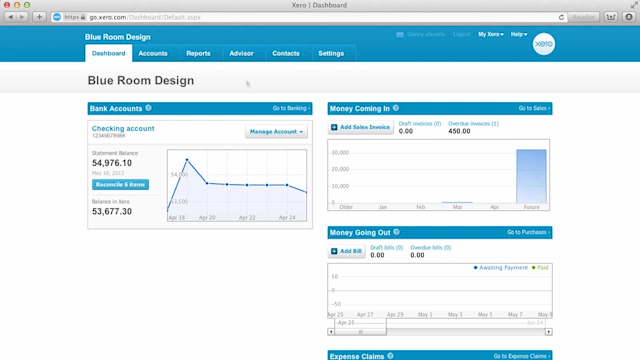 Xero | Dashboard
https go.xero.com/Dashboard/Default.aspx
Reader
Blue Room Design
Logout My Xero Help
xero
Dashboard Accounts Reports Advisor Contacts Settings
Blue Room Design
Bank Accounts ? Go to Banking ›
Checking account
Manage Account
Statement Balance
54,976.10
May 19, 2012
Reconcile 6 items
Balance in Xero
53,677.30
54,000
53,500
Apr 18 Apr 20 Apr 22 Apr 24
Money Coming In ? Go to Sales ›
Add Sales Invoice
Draft invoices (0) Overdue invoices (1)
0.00 450.00
30,000
20,000
10,000
0
Older Jan Feb Mar Apr Future
Money Going Out ? Go to Purchases ›
Add Bill
Draft bills (0) Overdue bills (0)
0.00 0.00
Awaiting Payment Paid
50
0
-50
Apr 25 Apr 27 Apr 29 May 1 May 3 May 5 May 7 May 9
Apr 25 Jun 24
Expense Claims ? Go to Expense Claims ›